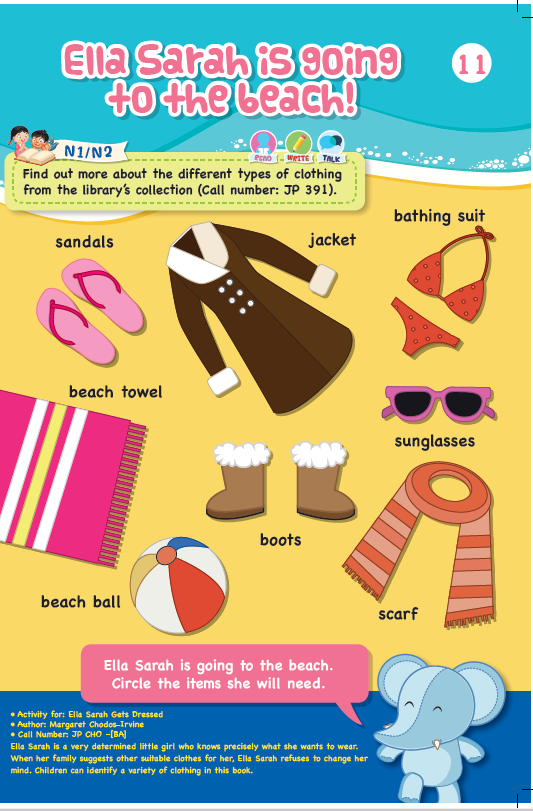 Ella Sarah is going
to the beach!
11
N1/N2
READ WRITE TALK
Find out more about the different types of clothing
from the library's collection (Call number: JP 391).
bathing suit
sandals
jacket
beach towel
sunglasses
boots
beach ball
scarf
Ella Sarah is going to the beach.
Circle the items she will need.
• Activity for: Ella Sarah Gets Dressed
• Author: Margaret Chodos-Irvine
• Call Number: JP CHO -[BA]
Ella Sarah is a very determined little girl who knows precisely what she wants to wear.
When her family suggests other suitable clothes for her, Ella Sarah refuses to change her
mind. Children can identify a variety of clothing in this book.